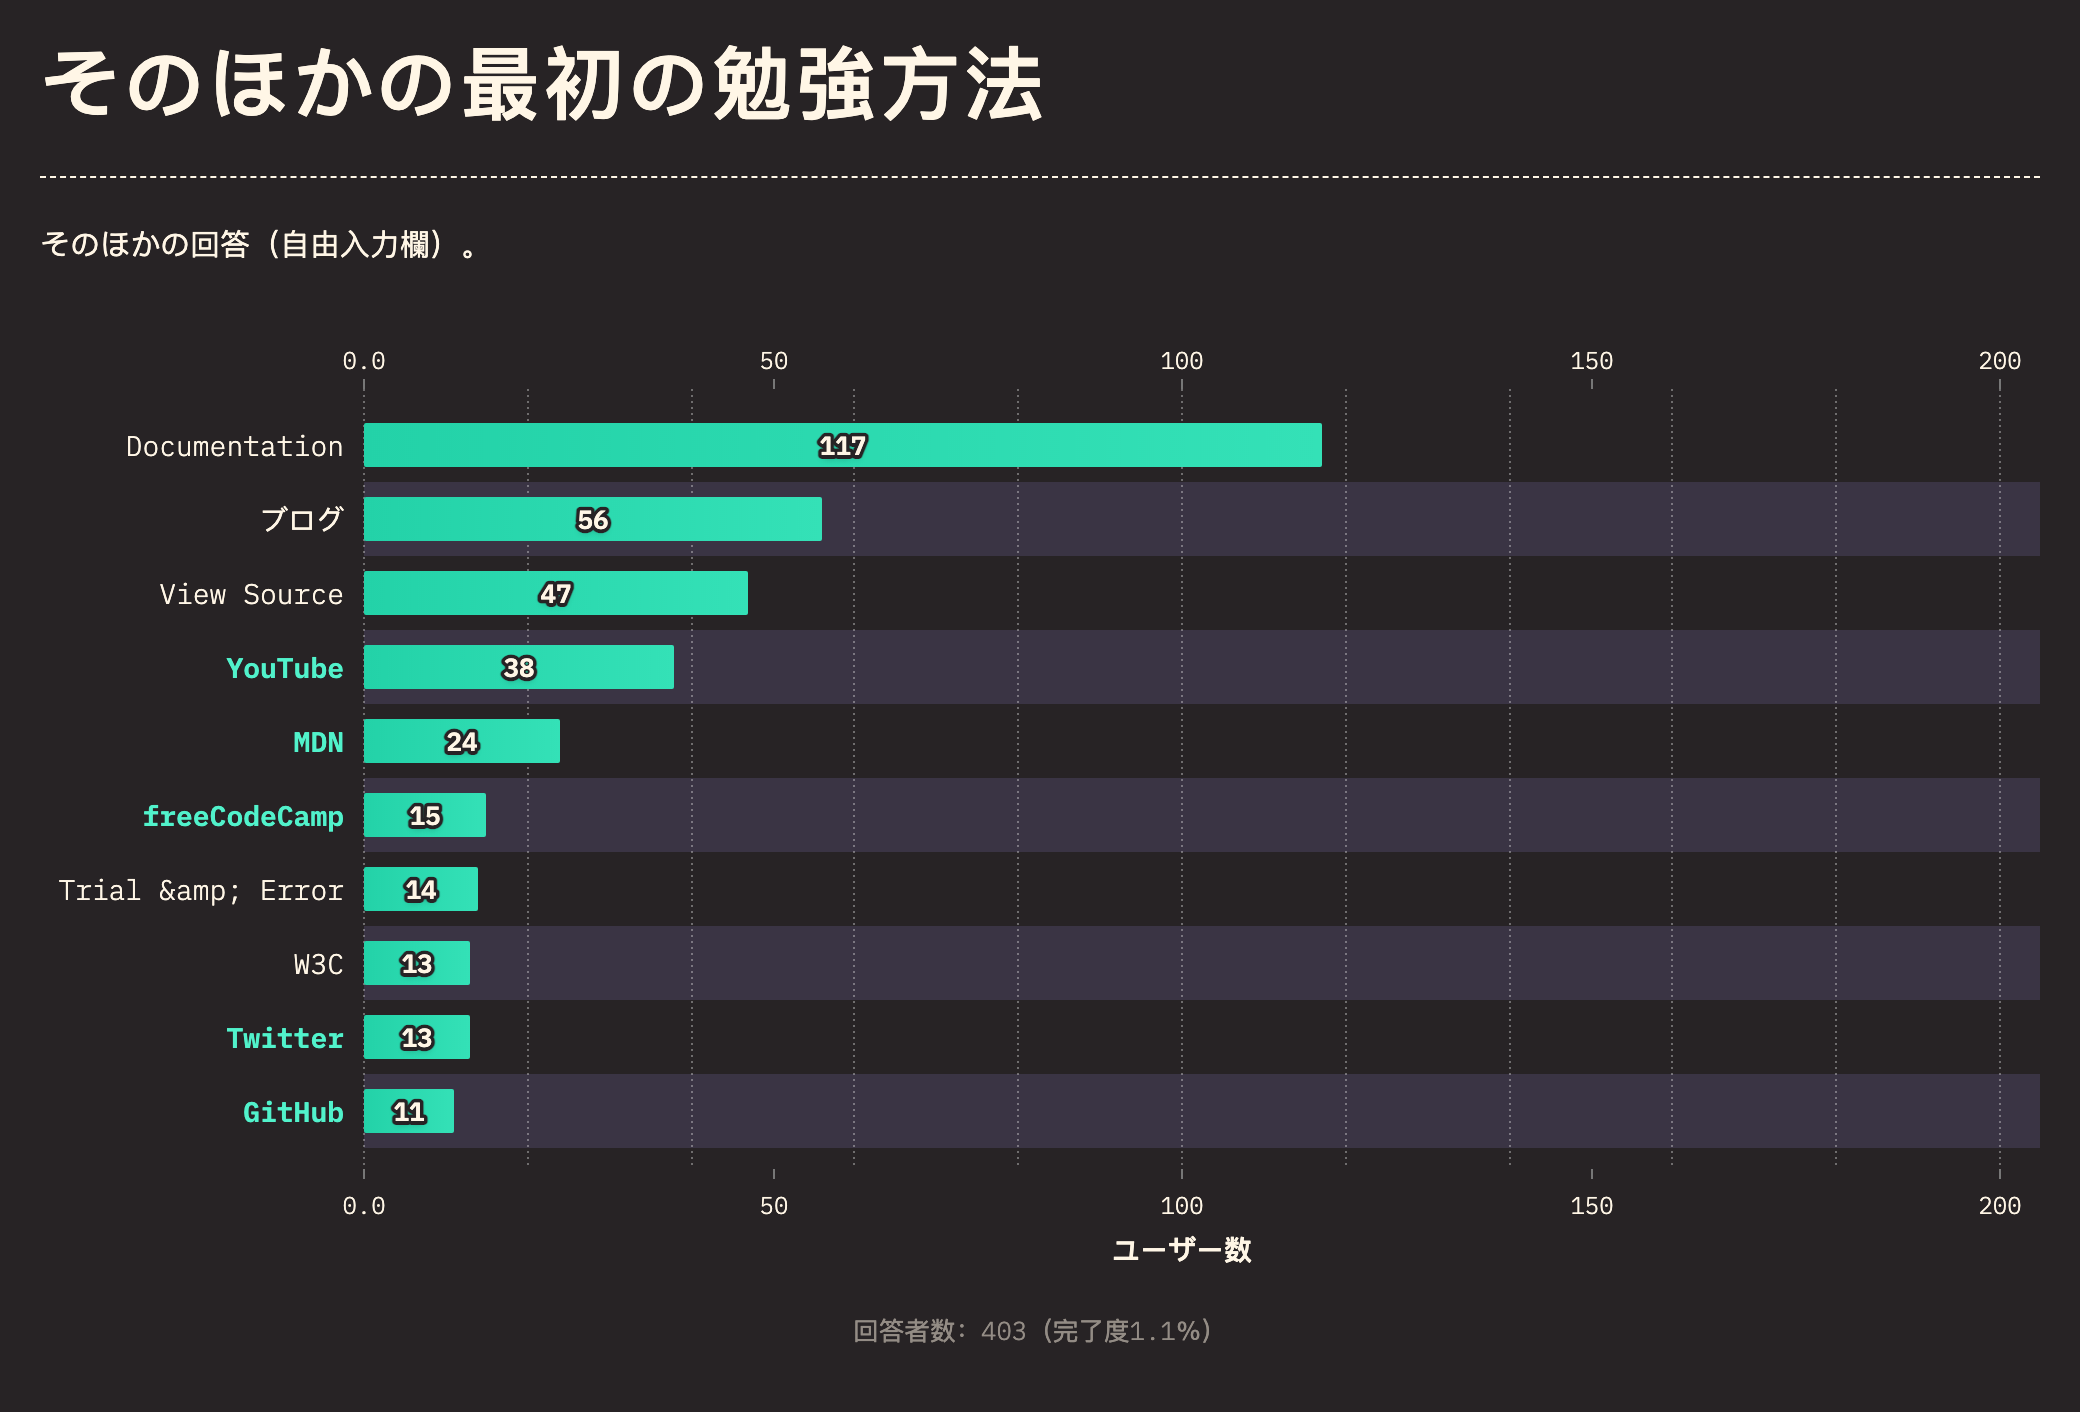 そのほかの最初の勉強方法
そのほかの回答（自由入力欄）。
0.0 50 100 150 200
Documentation 117
ブログ 56
View Source 47
YouTube 38
MDN 24
freeCodeCamp 15
Trial &amp; Error 14
W3C 13
Twitter 13
GitHub 11
0.0 50 100 150 200
ユーザー数
回答者数: 403 (完了度1.1%)